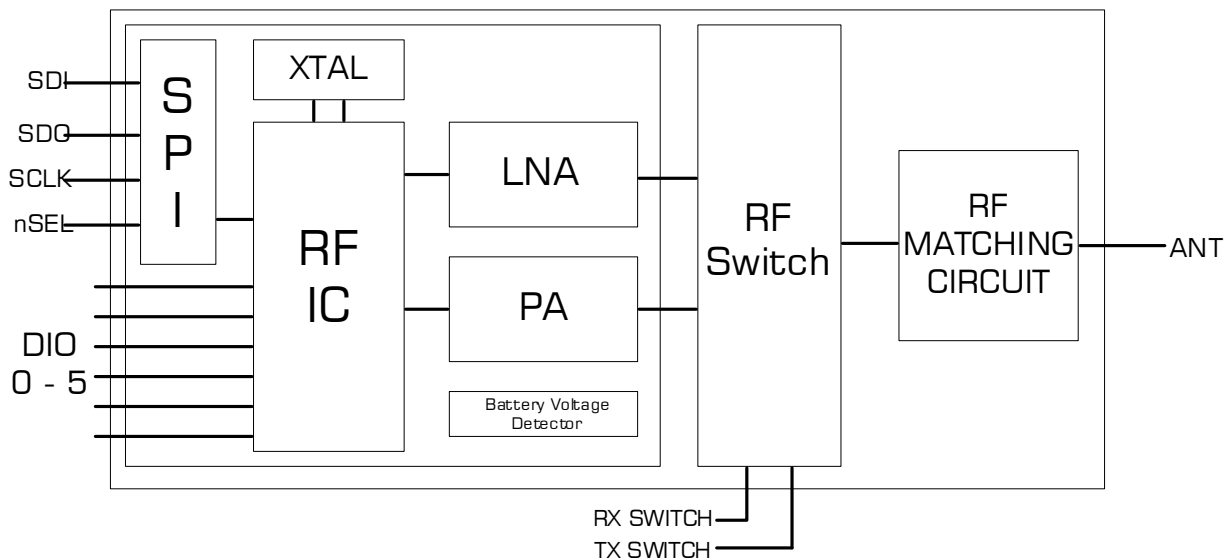 SDI
SDO
SCLK
nSEL
DIO
0 - 5
S
P
I
XTAL
RF
IC
LNA
PA
Battery Voltage
Detector
RF
Switch
RF
MATCHING
CIRCUIT
ANT
RX SWITCH
TX SWITCH